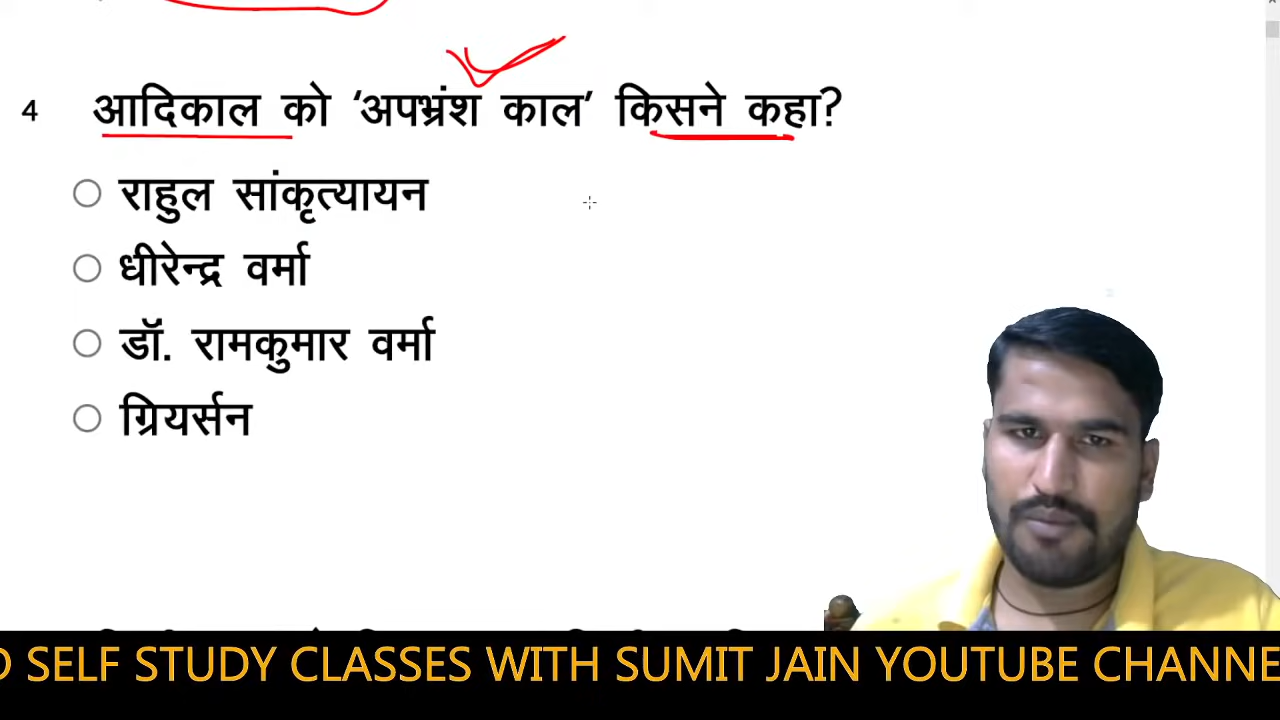 4 आदिकाल को ‘अपभ्रंश काल’ किसने कहा?
राहुल सांकृत्यायन
धीरेन्द्र वर्मा
डॉ. रामकुमार वर्मा
ग्रियर्सन
D SELF STUDY CLASSES WITH SUMIT JAIN YOUTUBE CHANNE